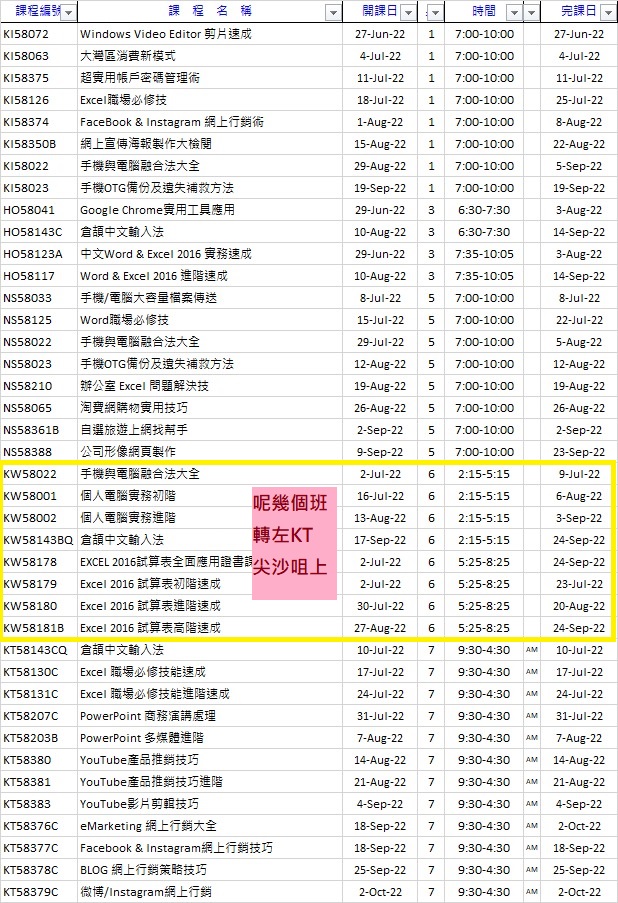 課程編號 課 程 名 稱 開課日 時間 完課日
KI58072 Windows Video Editor 剪片速成 27-Jun-22 1 7:00-10:00 27-Jun-22
KI58063 大灣區消費新模式 4-Jul-22 1 7:00-10:00 4-Jul-22
KI58375 超實用帳戶密碼管理術 11-Jul-22 1 7:00-10:00 11-Jul-22
KI58126 Excel職場必修技 18-Jul-22 1 7:00-10:00 25-Jul-22
KI58374 FaceBook & Instagram 網上行銷術 1-Aug-22 1 7:00-10:00 8-Aug-22
KI58350B 網上宣傳海報製作大檢閱 15-Aug-22 1 7:00-10:00 22-Aug-22
KI58022 手機與電腦融合法大全 29-Aug-22 1 7:00-10:00 5-Sep-22
KI58023 手機OTG備份及遺失補救方法 19-Sep-22 1 7:00-10:00 19-Sep-22
HO58041 Google Chrome實用工具應用 29-Jun-22 3 6:30-7:30 3-Aug-22
HO58143C 倉頡中文輸入法 10-Aug-22 3 6:30-7:30 14-Sep-22
HO58123A 中文Word & Excel 2016 實務速成 29-Jun-22 3 7:35-10:05 3-Aug-22
HO58117 Word & Excel 2016 進階速成 10-Aug-22 3 7:35-10:05 14-Sep-22
NS58033 手機/電腦大容量檔案傳送 8-Jul-22 5 7:00-10:00 8-Jul-22
NS58125 Word職場必修技 15-Jul-22 5 7:00-10:00 22-Jul-22
NS58022 手機與電腦融合法大全 29-Jul-22 5 7:00-10:00 5-Aug-22
NS58023 手機OTG備份及遺失補救方法 12-Aug-22 5 7:00-10:00 12-Aug-22
NS58210 辦公室 Excel 問題解決技 19-Aug-22 5 7:00-10:00 19-Aug-22
NS58065 淘寶網購物實用技巧 26-Aug-22 5 7:00-10:00 26-Aug-22
NS58361B 自選旅遊上網找幫手 2-Sep-22 5 7:00-10:00 2-Sep-22
NS58388 公司形像網頁製作 9-Sep-22 5 7:00-10:00 23-Sep-22
KW58022 手機與電腦融合法大全 2-Jul-22 6 2:15-5:15 9-Jul-22
KW58001 個人電腦實務初階 16-Jul-22 6 2:15-5:15 6-Aug-22
KW58002 個人電腦實務進階 13-Aug-22 6 2:15-5:15 3-Sep-22
KW58143BQ 倉頡中文輸入法 17-Sep-22 6 2:15-5:15 24-Sep-22
KW58178 EXCEL 2016試算表全面應用證書課 2-Jul-22 6 5:25-8:25 24-Sep-22
KW58179 Excel 2016 試算表初階速成 2-Jul-22 6 5:25-8:25 23-Jul-22
KW58180 Excel 2016 試算表進階速成 30-Jul-22 6 5:25-8:25 20-Aug-22
KW58181B Excel 2016 試算表高階速成 27-Aug-22 6 5:25-8:25 24-Sep-22
呢幾個班
轉左KT
尖沙咀上
KT58143CQ 倉頡中文輸入法 10-Jul-22 7 9:30-4:30 AM 10-Jul-22
KT58130C Excel 職場必修技能速成 17-Jul-22 7 9:30-4:30 AM 17-Jul-22
KT58131C Excel 職場必修技能進階速成 24-Jul-22 7 9:30-4:30 AM 24-Jul-22
KT58207C PowerPoint 商務演講處理 31-Jul-22 7 9:30-4:30 AM 31-Jul-22
KT58203B PowerPoint 多媒體進階 7-Aug-22 7 9:30-4:30 AM 7-Aug-22
KT58380 YouTube產品推銷技巧 14-Aug-22 7 9:30-4:30 AM 14-Aug-22
KT58381 YouTube產品推銷技巧進階 21-Aug-22 7 9:30-4:30 AM 21-Aug-22
KT58383 YouTube影片剪輯技巧 4-Sep-22 7 9:30-4:30 AM 4-Sep-22
KT58376C eMarketing 網上行銷大全 18-Sep-22 7 9:30-4:30 AM 2-Oct-22
KT58377C Facebook & Instagram網上行銷技巧 18-Sep-22 7 9:30-4:30 AM 18-Sep-22
KT58378C BLOG 網上行銷策略技巧 25-Sep-22 7 9:30-4:30 AM 25-Sep-22
KT58379C 微博/Instagram網上行銷 2-Oct-22 7 9:30-4:30 AM 2-Oct-22